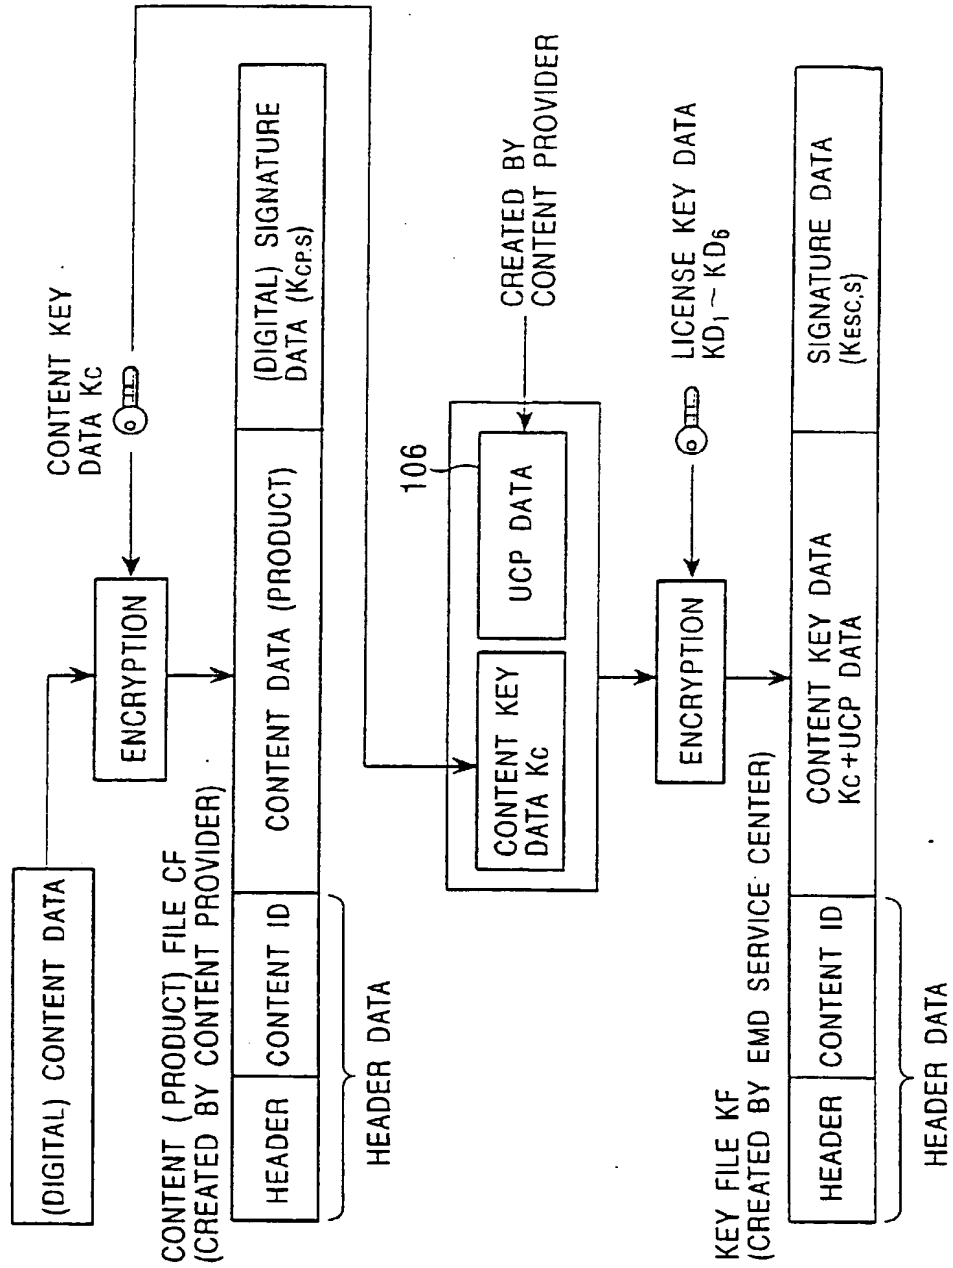 (DIGITAL) CONTENT DATA
CONTENT KEY
DATA Kc
ENCRYPTION
CONTENT (PRODUCT) FILE CF
(CREATED BY CONTENT PROVIDER)
HEADER
CONTENT ID
CONTENT DATA (PRODUCT)
(DIGITAL) SIGNATURE
DATA (KCP.S)
HEADER DATA
CONTENT KEY
DATA Kc
UCP DATA
106
CREATED BY
CONTENT PROVIDER
ENCRYPTION
LICENSE KEY DATA
KD1 ~ KD6
KEY FILE KF
(CREATED BY EMD SERVICE CENTER)
HEADER
CONTENT ID
CONTENT KEY DATA
Kc+UCP DATA
SIGNATURE DATA
(KESC,S)
HEADER DATA